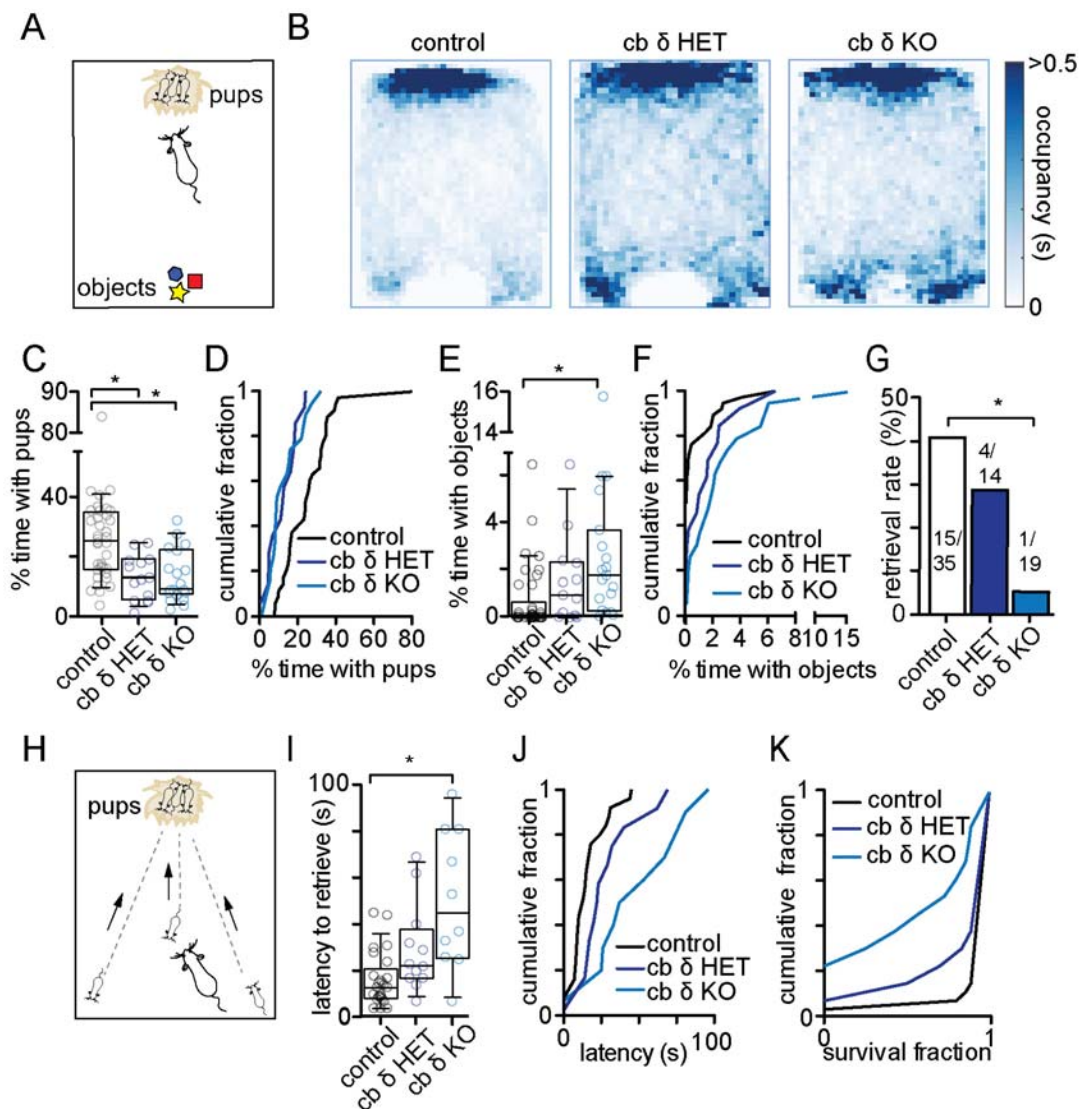 A
pups
objects
B
control
cb δ HET
cb δ KO
>0.5
occupancy (s)
0
C
90
80
40
0
% time with pups
*
*
control
cb δ HET
cb δ KO
D
1
0
cumulative fraction
control
cb δ HET
cb δ KO
0 40 80
% time with pups
E
16
14
4
0
% time with objects
*
control
cb δ HET
cb δ KO
F
1
0
cumulative fraction
control
cb δ HET
cb δ KO
0 2 4 6 8 10 15
% time with objects
G
50
0
retrieval rate (%)
*
15/
35
4/
14
1/
19
control
cb δ HET
cb δ KO
H
pups
I
100
0
latency to retrieve (s)
*
control
cb δ HET
cb δ KO
J
1
0
cumulative fraction
control
cb δ HET
cb δ KO
0 100
latency (s)
K
1
0
cumulative fraction
control
cb δ HET
cb δ KO
0 1
survival fraction